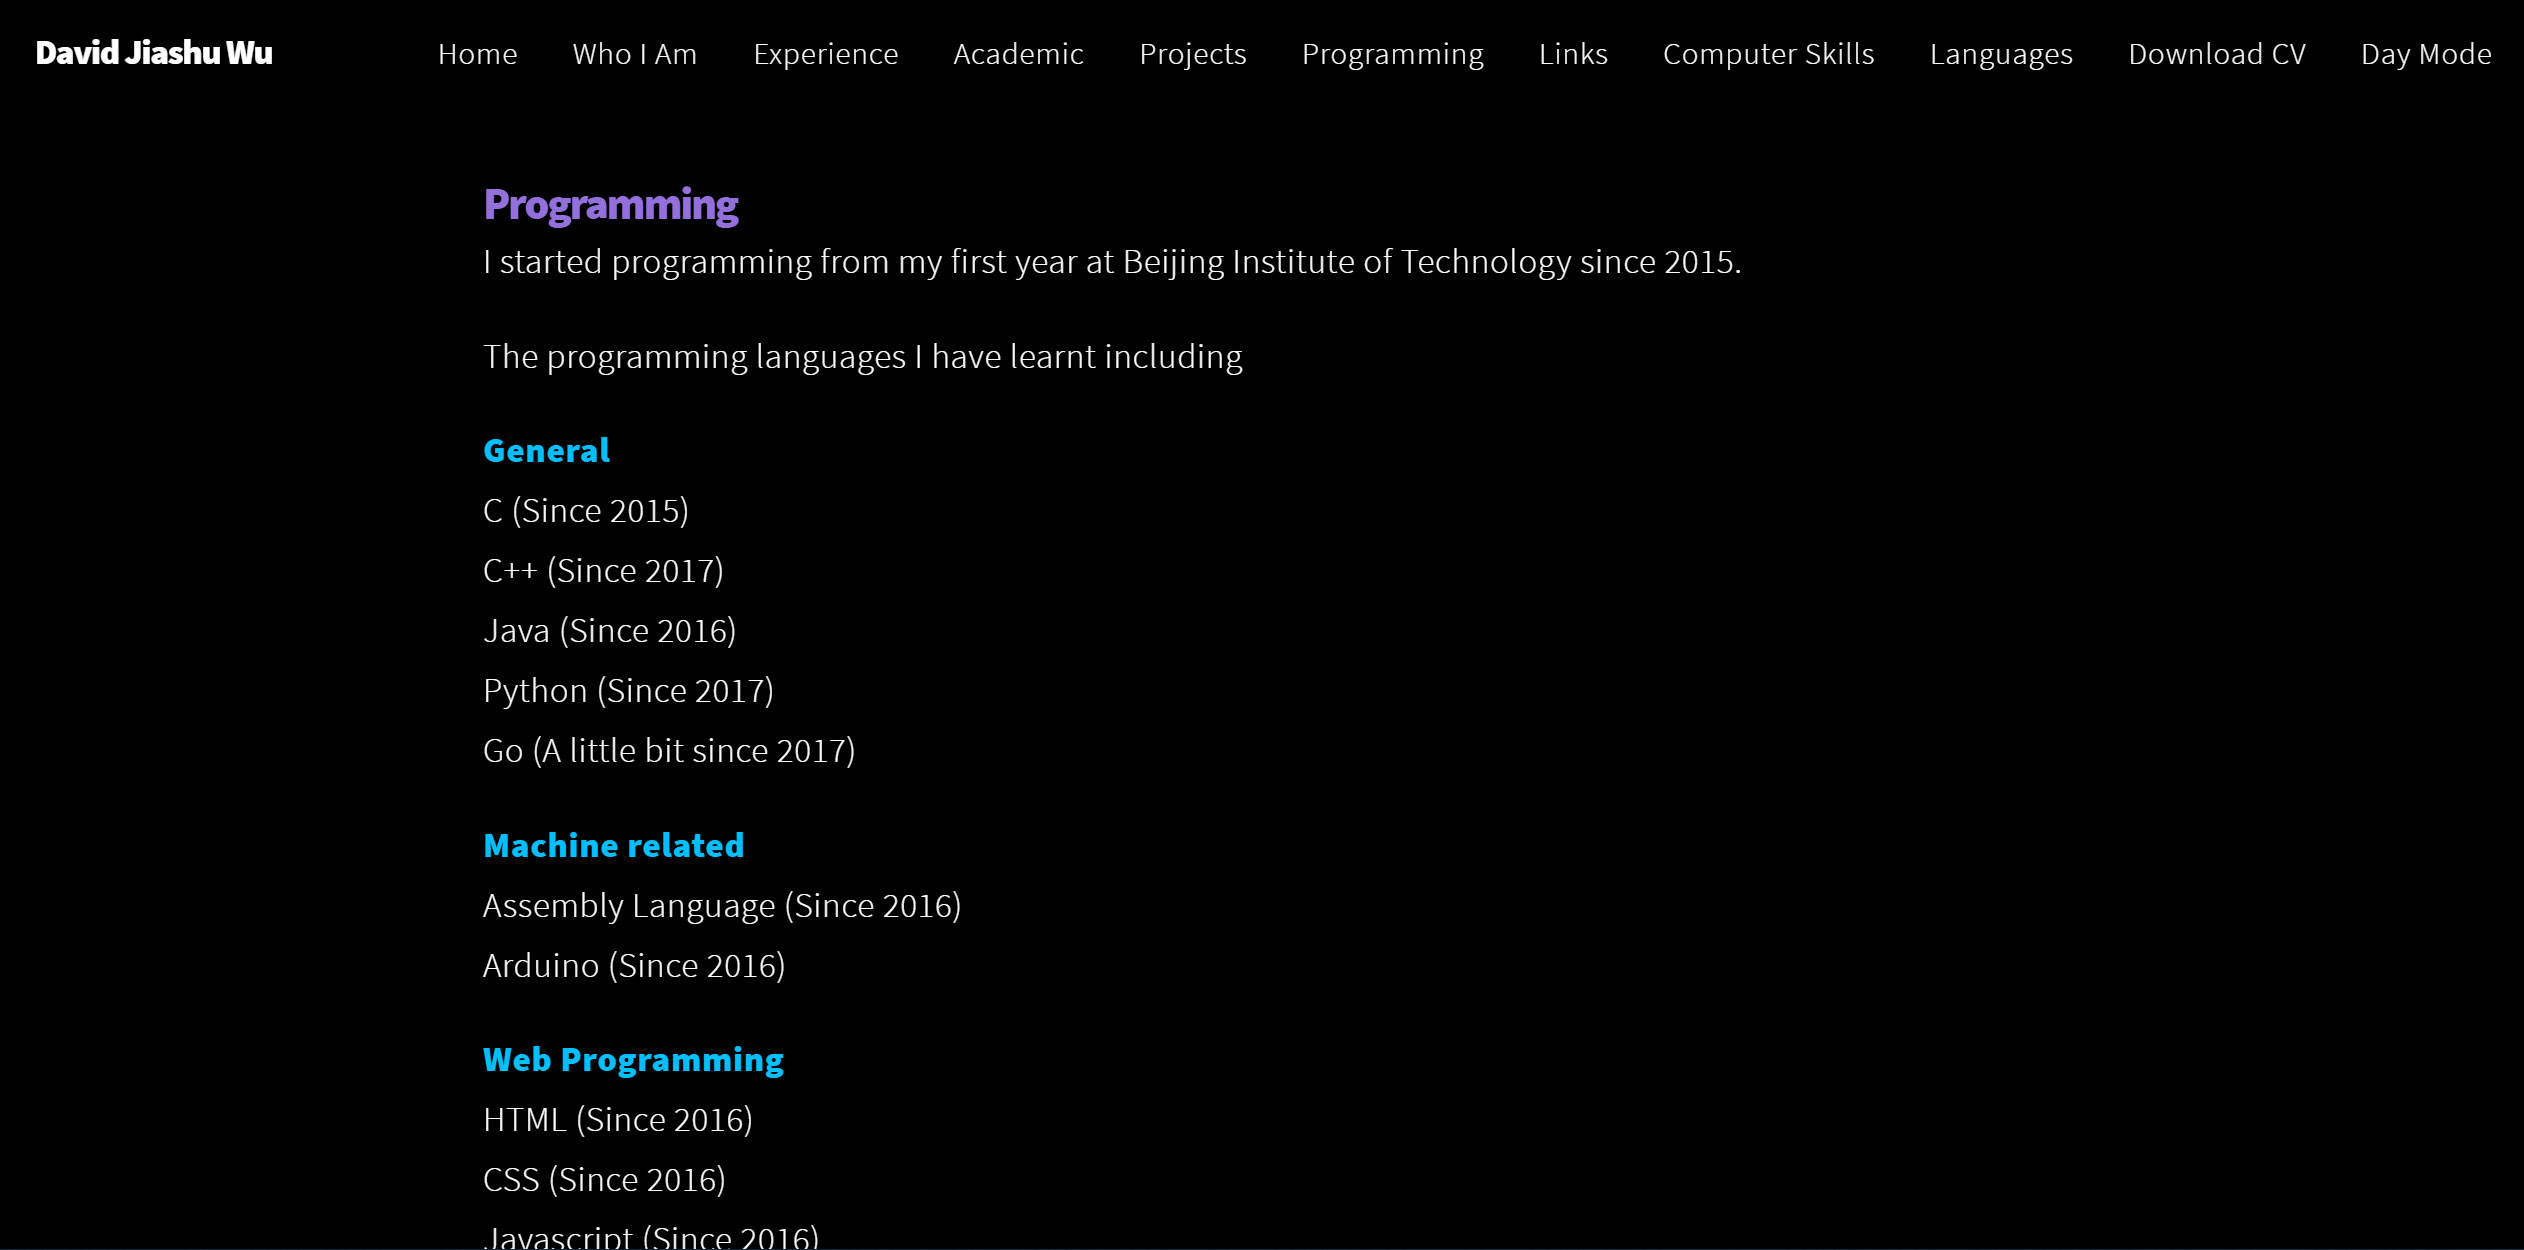 David Jiashu Wu Home Who I Am Experience Academic Projects Programming Links Computer Skills Languages Download CV Day Mode
Programming
I started programming from my first year at Beijing Institute of Technology since 2015.
The programming languages I have learnt including
General
C (Since 2015)
C++ (Since 2017)
Java (Since 2016)
Python (Since 2017)
Go (A little bit since 2017)
Machine related
Assembly Language (Since 2016)
Arduino (Since 2016)
Web Programming
HTML (Since 2016)
CSS (Since 2016)
Javascript (Since 2016)